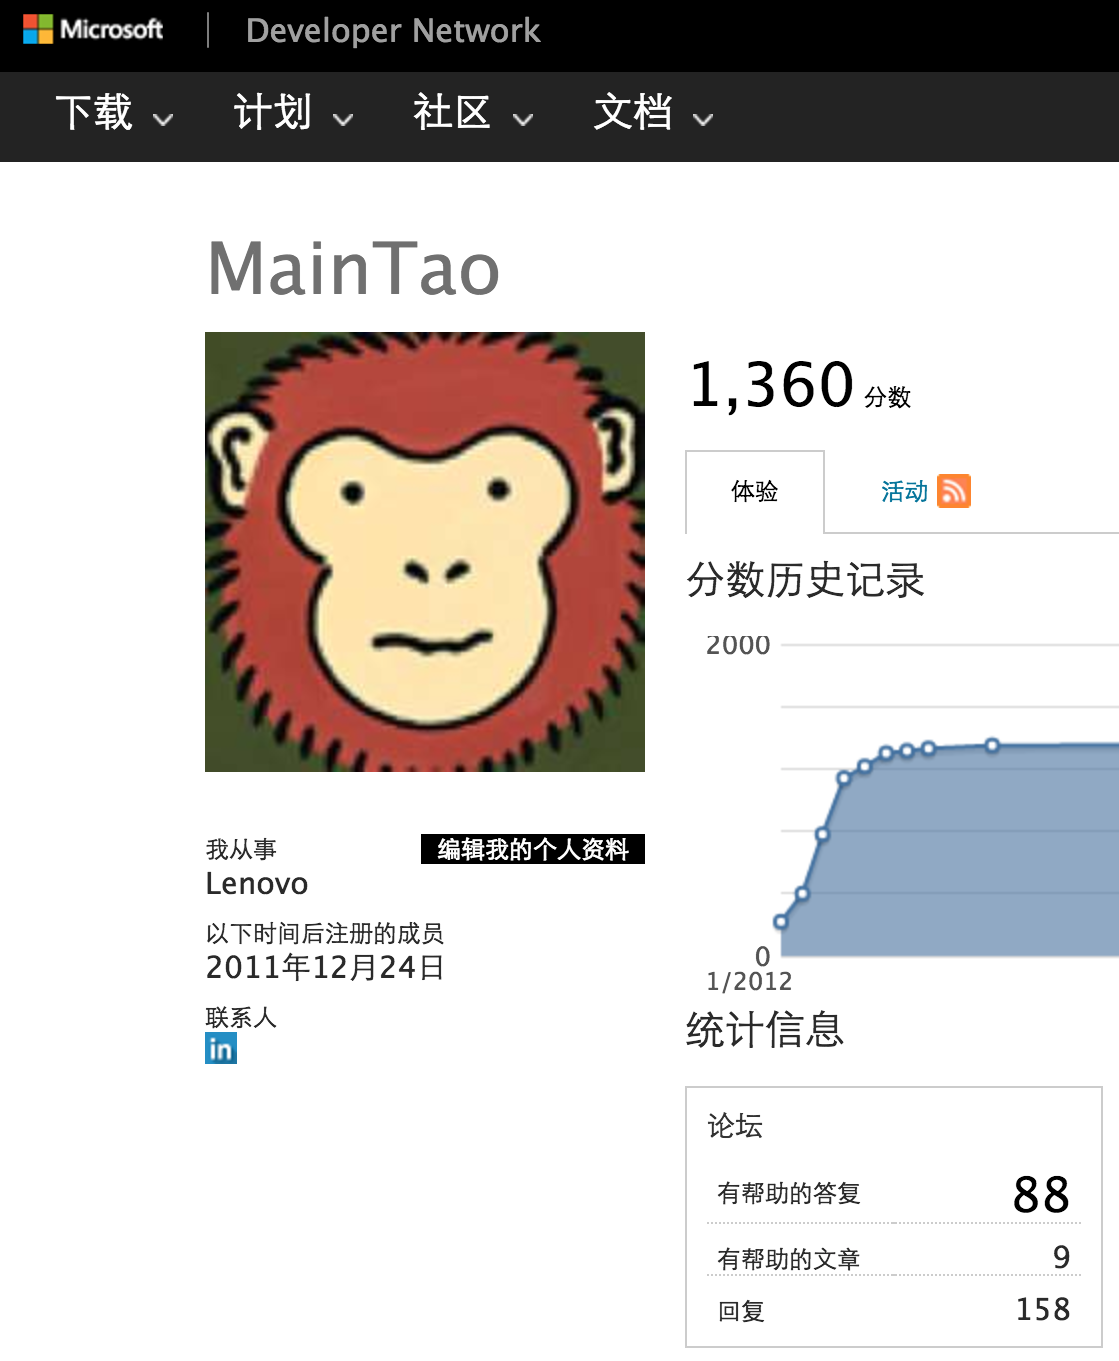 Microsoft Developer Network
下载 计划 社区 文档
MainTao
1,360 分数
体验 活动
分数历史记录
2000
0
1/2012
我从事
编辑我的个人资料
Lenovo
以下时间后注册的成员
2011年12月24日
联系人
in
统计信息
论坛
有帮助的答复 88
有帮助的文章 9
回复 158